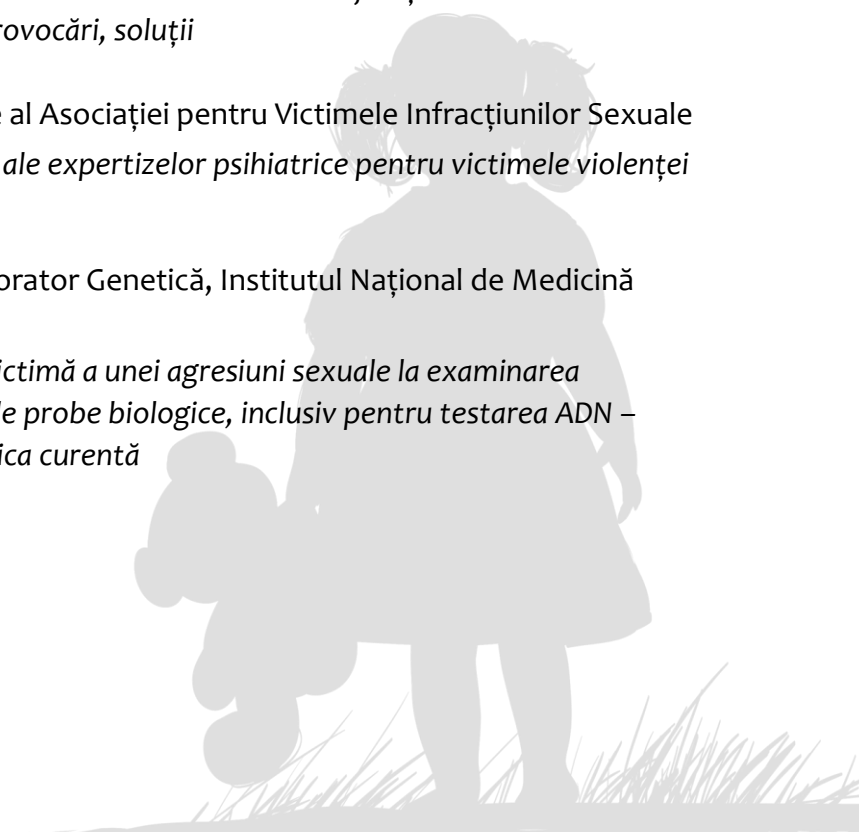 rovocări, soluții
e al Asociației pentru Victimele Infracțiunilor Sexuale
ale expertizelor psihiatrice pentru victimele violenței
orator Genetică, Institutul Național de Medicină
ictimă a unei agresiuni sexuale la examinarea
le probe biologice, inclusiv pentru testarea ADN –
ica curentă